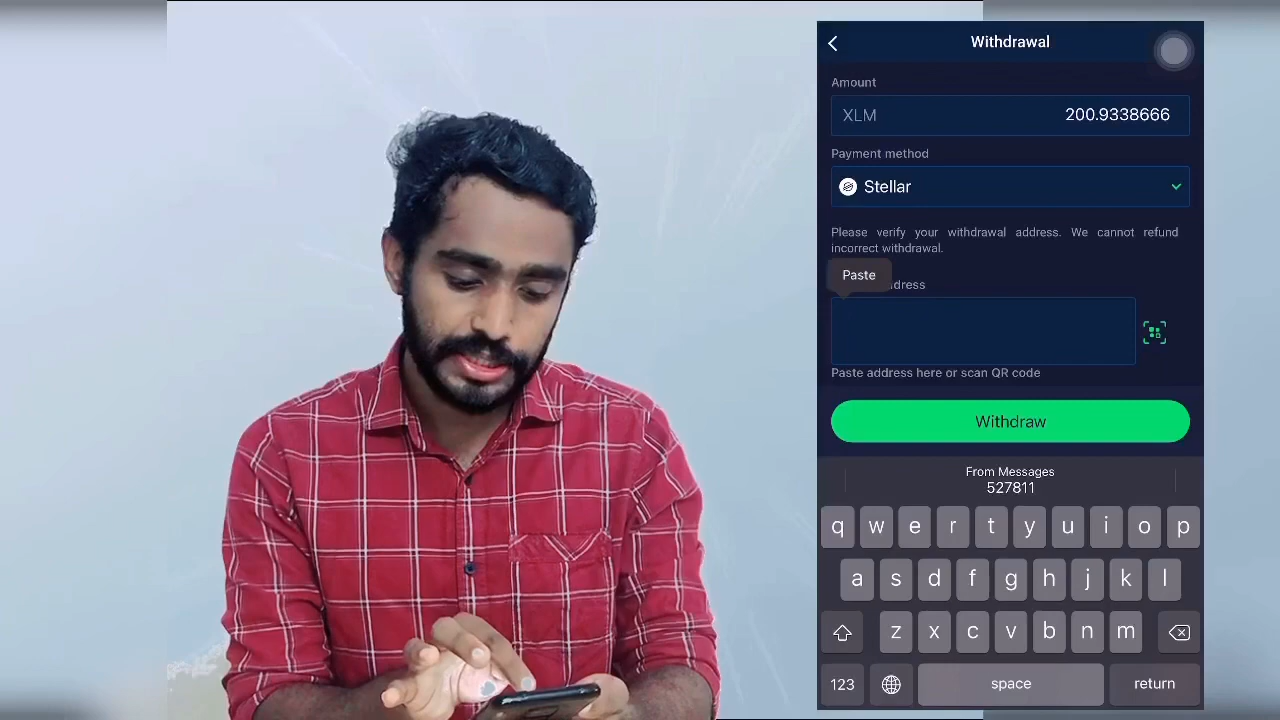 Withdrawal
Amount
XLM 200.9338666
Payment method
Stellar
Please verify your withdrawal address. We cannot refund
incorrect withdrawal.
Paste
dress
Paste address here or scan QR code
Withdraw
From Messages
527811
q w e r t y u i o p
a s d f g h j k l
z x c v b n m
123 space return